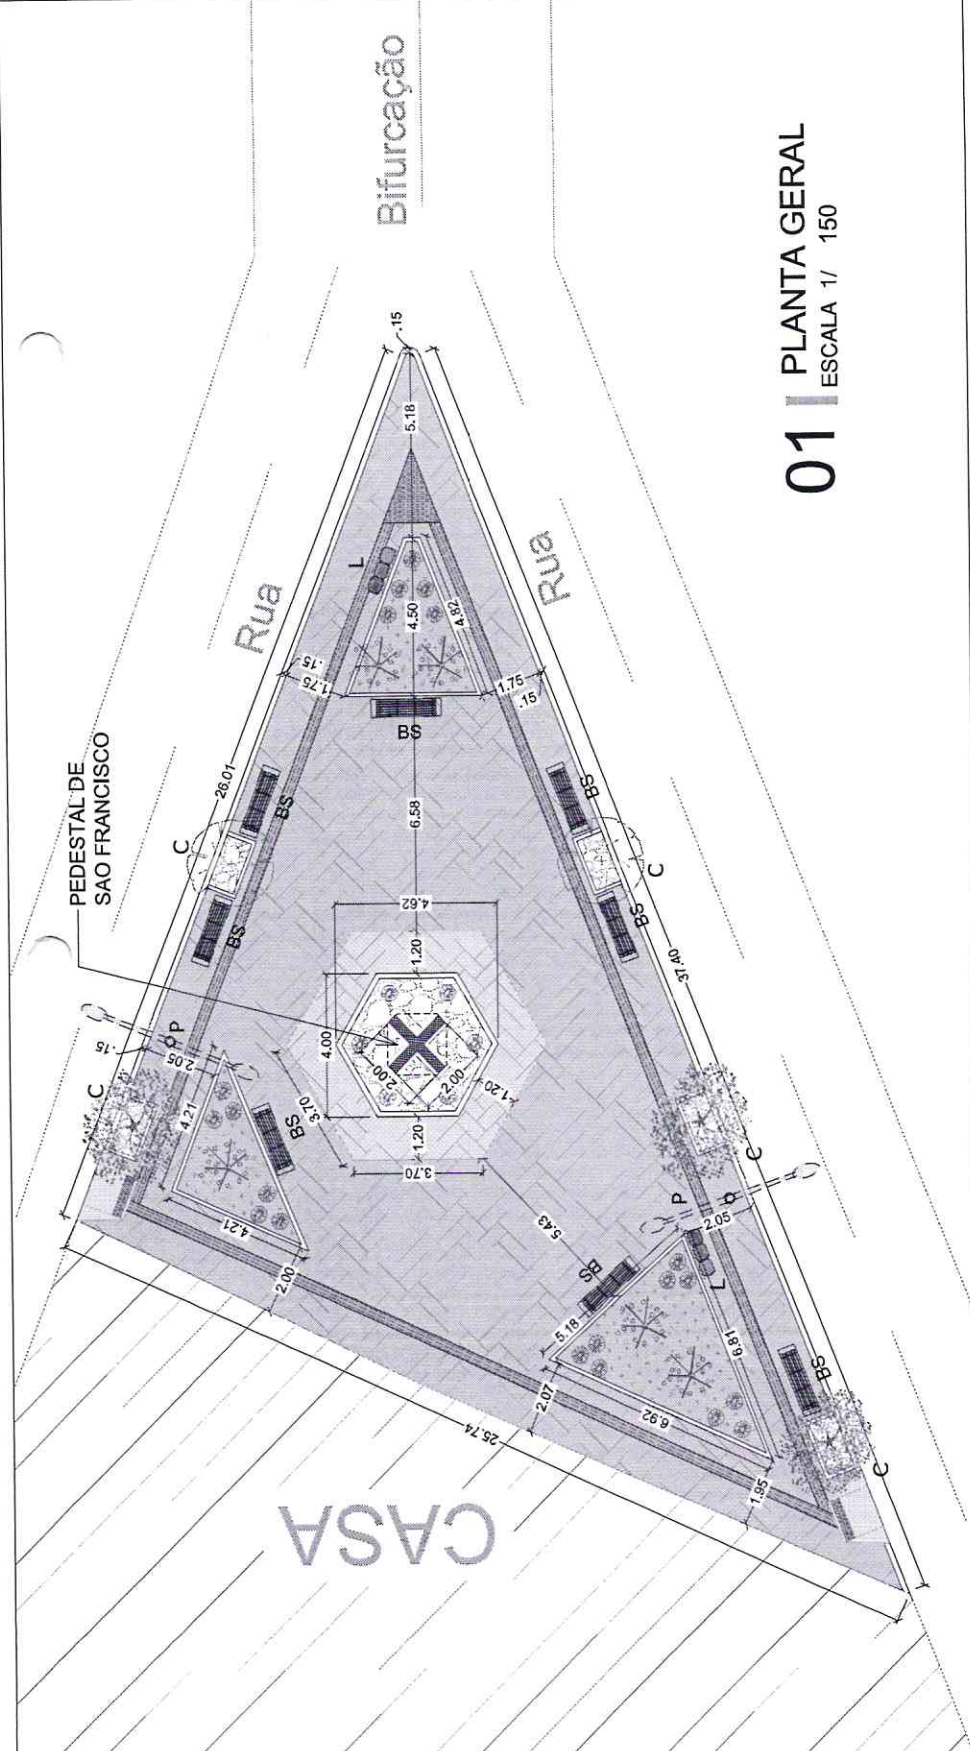 Bifurcação
01 | PLANTA GERAL
ESCALA 1/ 150
Rua
Rua
PEDESTAL DE
SAO FRANCISCO
CASA
.15
5.18
L
4.50
4.82
.15
1.75
1.75
.15
BS
26.01
6.58
C
BS
BS
BS
C
BS
4.62
37.40
1.20
4.00
2.00
2.00
1.20
1.20
3.70
3.70
.15
P
2.05
C
4.21
BS
4.21
2.00
5.43
P
C
2.05
L
BS
5.18
6.81
6.92
2.07
1.95
BS
C
25.74